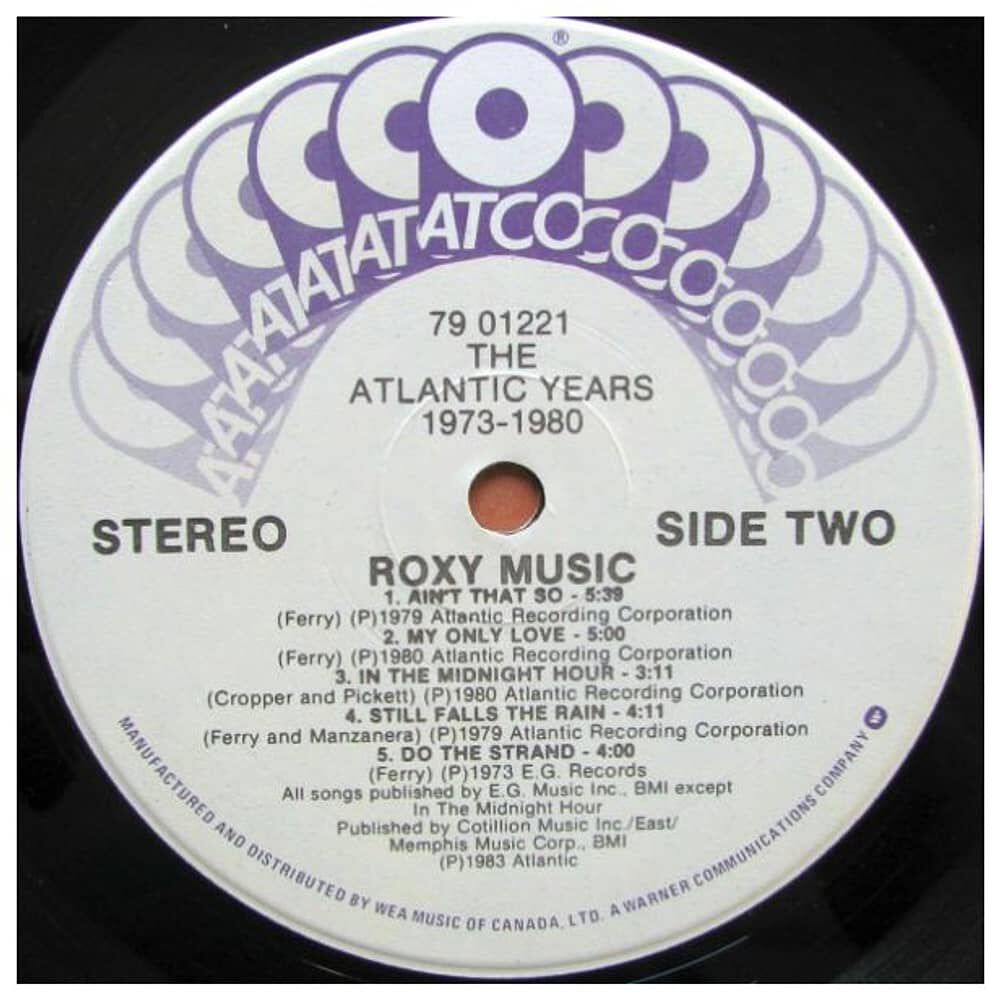 ®
ATATATATATATCOCOCOCOCOCO
79 01221
THE
ATLANTIC YEARS
1973-1980
STEREO
SIDE TWO
ROXY MUSIC
1. AIN'T THAT SO - 5:39
(Ferry) (P)1979 Atlantic Recording Corporation
2. MY ONLY LOVE - 5:00
(Ferry) (P)1980 Atlantic Recording Corporation
3. IN THE MIDNIGHT HOUR - 3:11
(Cropper and Pickett) (P)1980 Atlantic Recording Corporation
4. STILL FALLS THE RAIN - 4:11
(Ferry and Manzanera) (P)1979 Atlantic Recording Corporation
5. DO THE STRAND - 4:00
(Ferry) (P)1973 E.G. Records
All songs published by E.G. Music Inc., BMI except
In The Midnight Hour
Published by Cotillion Music Inc./East/
Memphis Music Corp., BMI
(P)1983 Atlantic
MANUFACTURED AND DISTRIBUTED BY WEA MUSIC OF CANADA, LTD. A WARNER COMMUNICATIONS COMPANY